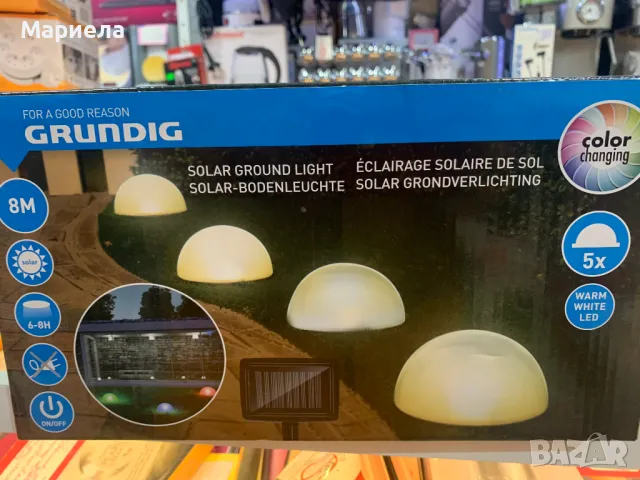 Мариела
FOR A GOOD REASON
GRUNDIG
SOLAR GROUND LIGHT
SOLAR-BODENLEUCHTE
ÉCLAIRAGE SOLAIRE DE SOL
SOLAR GRONDVERLICHTING
color
changing
8M
solar
6-8H
ON/OFF
5x
WARM
WHITE
LED
BAZAR